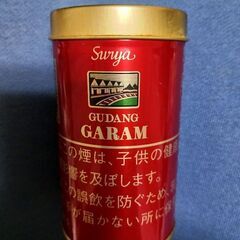 Surya
GUDANG
GARAM
の煙は、子供の健
を及ぼします。
の誤飲を防ぐため、
が届かない所に